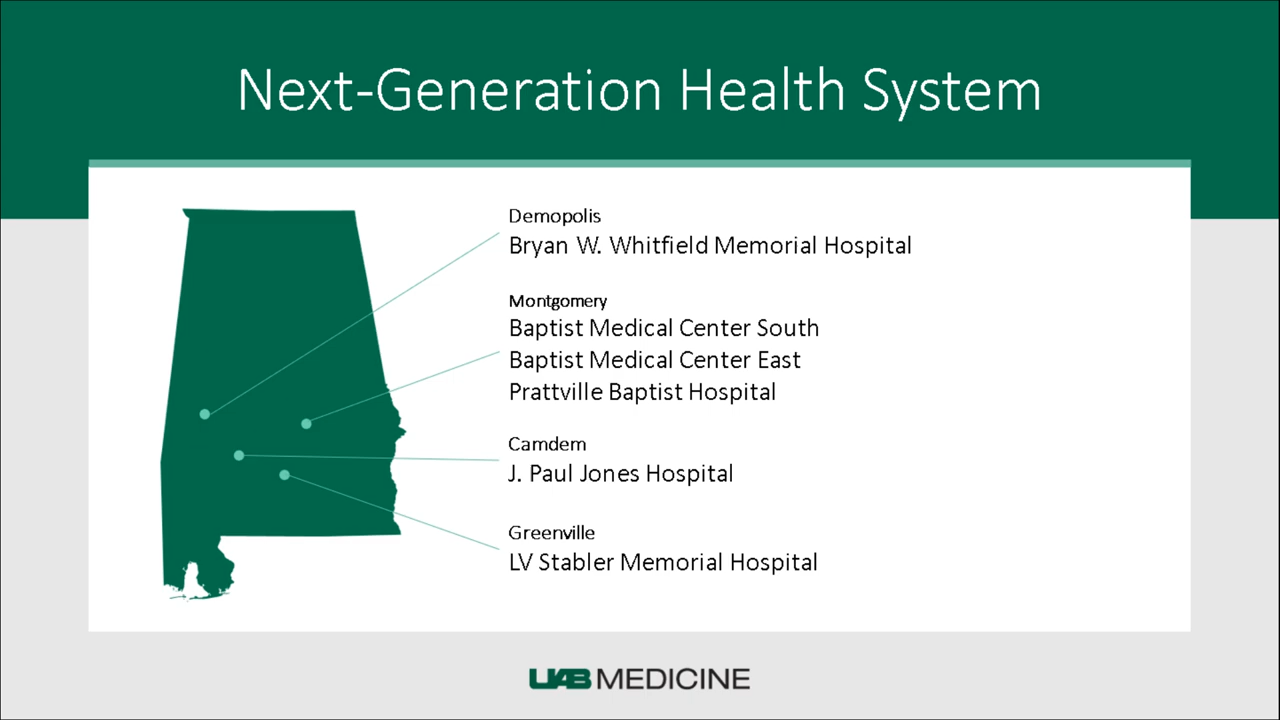 Next-Generation Health System
Demopolis
Bryan W. Whitfield Memorial Hospital
Montgomery
Baptist Medical Center South
Baptist Medical Center East
Prattville Baptist Hospital
Camdem
J. Paul Jones Hospital
Greenville
LV Stabler Memorial Hospital
UAB MEDICINE